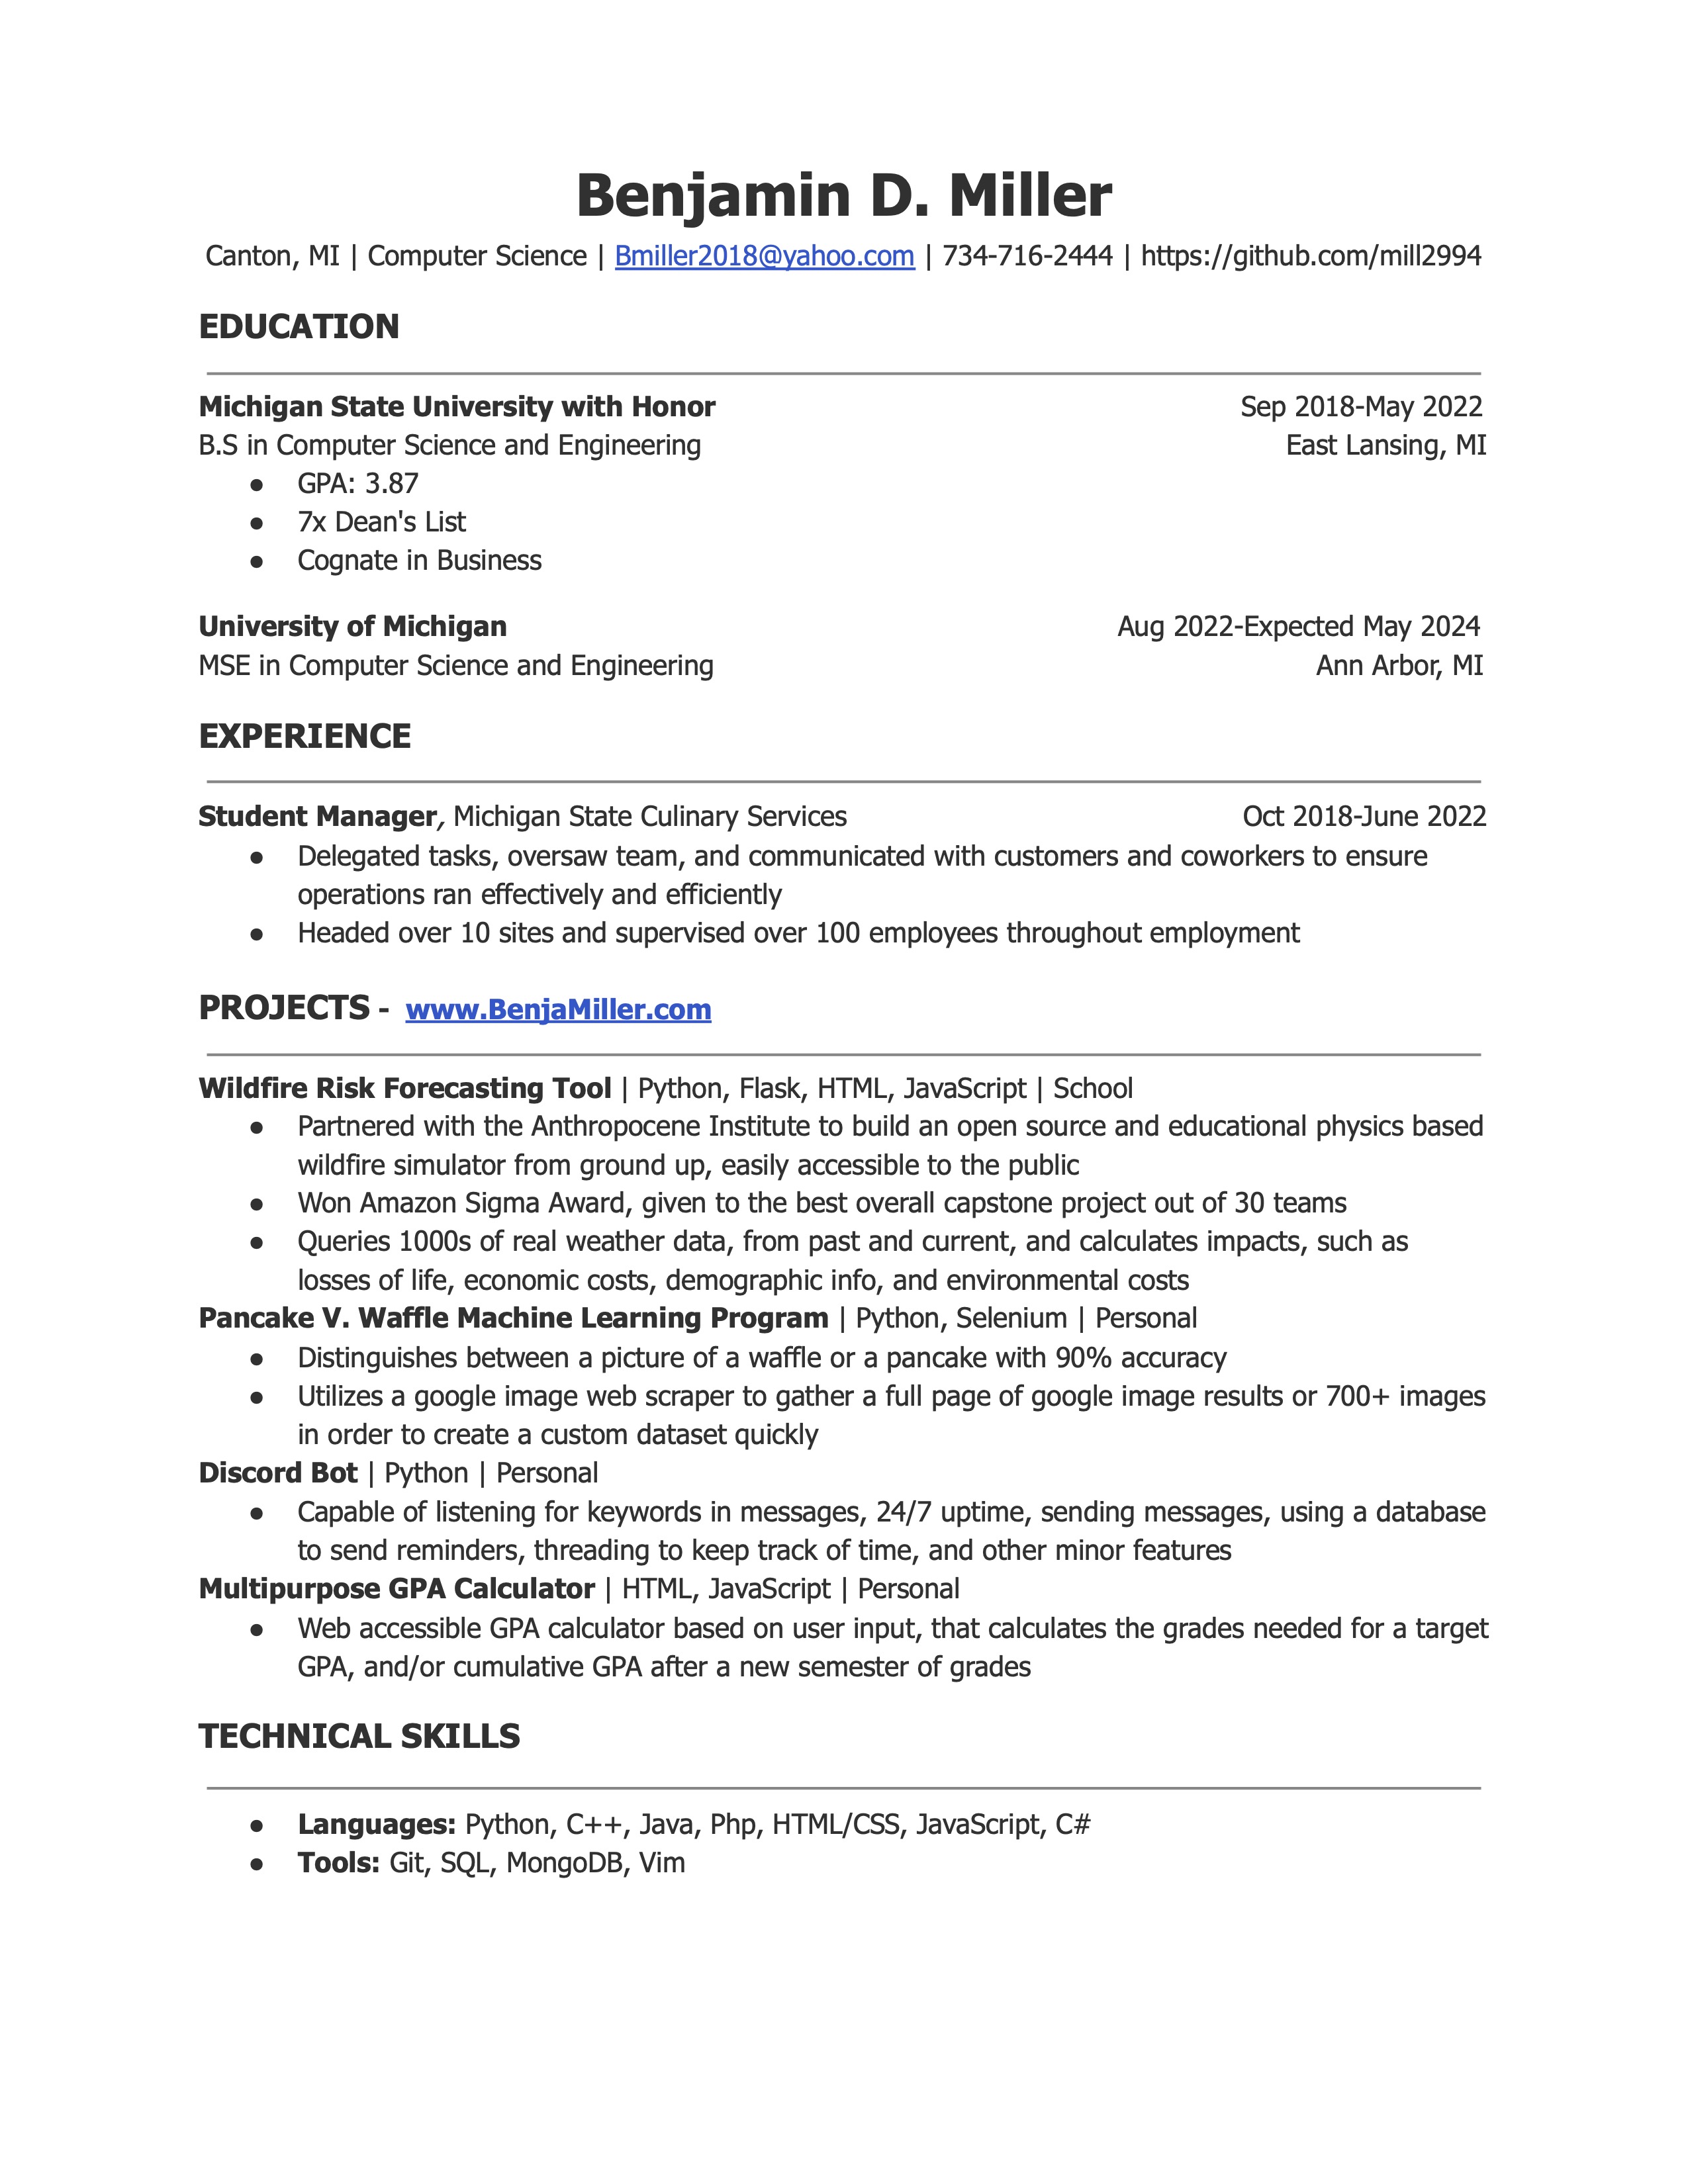 Benjamin D. Miller
Canton, MI | Computer Science | Bmiller2018@yahoo.com | 734-716-2444 | https://github.com/mill2994
EDUCATION
Michigan State University with Honor Sep 2018-May 2022
B.S in Computer Science and Engineering East Lansing, MI
● GPA: 3.87
● 7x Dean's List
● Cognate in Business
University of Michigan Aug 2022-Expected May 2024
MSE in Computer Science and Engineering Ann Arbor, MI
EXPERIENCE
Student Manager, Michigan State Culinary Services Oct 2018-June 2022
● Delegated tasks, oversaw team, and communicated with customers and coworkers to ensure
operations ran effectively and efficiently
● Headed over 10 sites and supervised over 100 employees throughout employment
PROJECTS - www.BenjaMiller.com
Wildfire Risk Forecasting Tool | Python, Flask, HTML, JavaScript | School
● Partnered with the Anthropocene Institute to build an open source and educational physics based
wildfire simulator from ground up, easily accessible to the public
● Won Amazon Sigma Award, given to the best overall capstone project out of 30 teams
● Queries 1000s of real weather data, from past and current, and calculates impacts, such as
losses of life, economic costs, demographic info, and environmental costs
Pancake V. Waffle Machine Learning Program | Python, Selenium | Personal
● Distinguishes between a picture of a waffle or a pancake with 90% accuracy
● Utilizes a google image web scraper to gather a full page of google image results or 700+ images
in order to create a custom dataset quickly
Discord Bot | Python | Personal
● Capable of listening for keywords in messages, 24/7 uptime, sending messages, using a database
to send reminders, threading to keep track of time, and other minor features
Multipurpose GPA Calculator | HTML, JavaScript | Personal
● Web accessible GPA calculator based on user input, that calculates the grades needed for a target
GPA, and/or cumulative GPA after a new semester of grades
TECHNICAL SKILLS
● Languages: Python, C++, Java, Php, HTML/CSS, JavaScript, C#
● Tools: Git, SQL, MongoDB, Vim